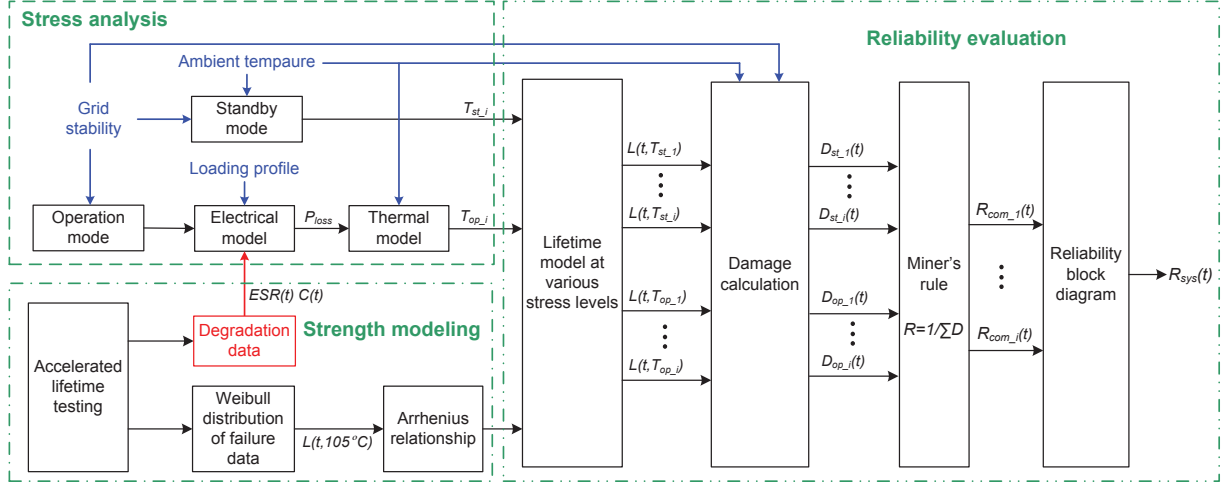 Stress analysis
Ambient tempaure
Grid
stability
Standby
mode
T_st_i
Loading profile
Operation
mode
Electrical
model
P_loss
Thermal
model
T_op_i
ESR(t) C(t)
Strength modeling
Degradation
data
Accelerated
lifetime
testing
Weibull
distribution
of failure
data
L(t,105°C)
Arrhenius
relationship
Reliability evaluation
Lifetime
model at
various
stress levels
L(t,T_st_1)
L(t,T_st_i)
L(t,T_op_1)
L(t,T_op_i)
Damage
calculation
D_st_1(t)
D_st_i(t)
D_op_1(t)
D_op_i(t)
Miner's
rule
R=1/∑D
R_com_1(t)
R_com_i(t)
Reliability
block
diagram
R_sys(t)